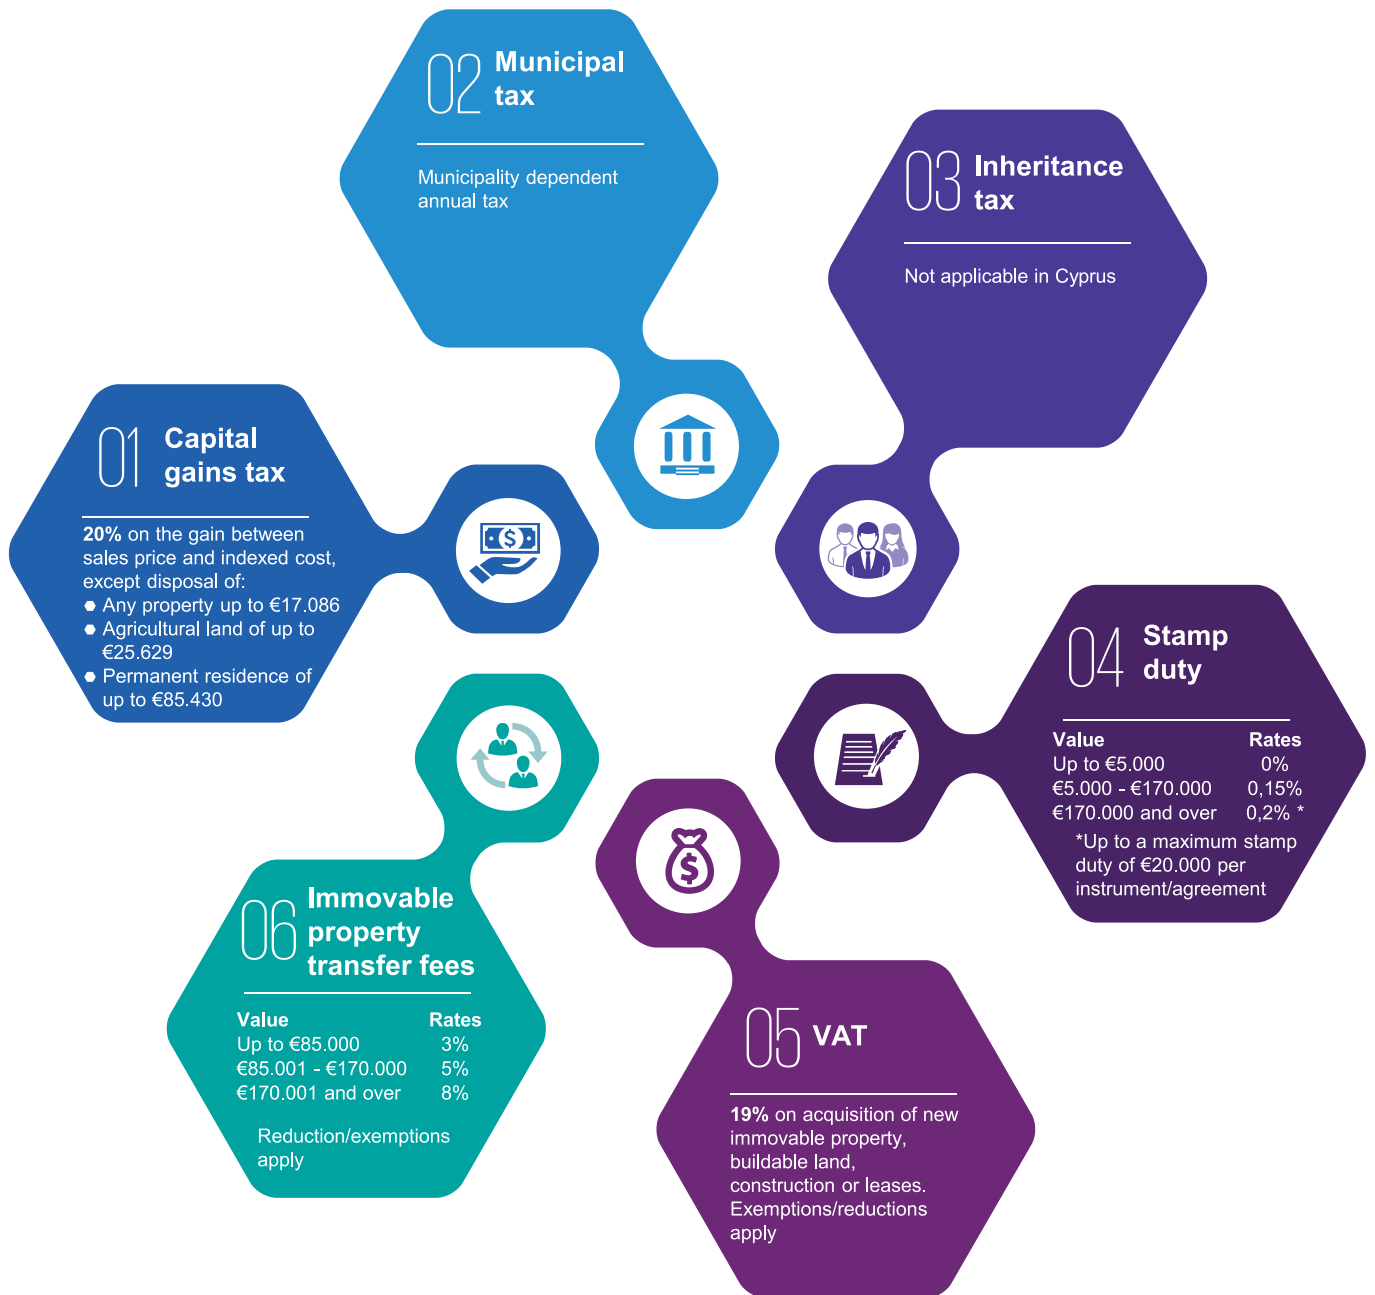 01 Capital
gains tax
20% on the gain between
sales price and indexed cost,
except disposal of:
Any property up to €17.086
Agricultural land of up to
€25.629
Permanent residence of
up to €85.430
02 Municipal
tax
Municipality dependent
annual tax
03 Inheritance
tax
Not applicable in Cyprus
04 Stamp
duty
Value Rates
Up to €5.000 0%
€5.000 - €170.000 0,15%
€170.000 and over 0,2% *
*Up to a maximum stamp
duty of €20.000 per
instrument/agreement
05 VAT
19% on acquisition of new
immovable property,
buildable land,
construction or leases.
Exemptions/reductions
apply
06 Immovable
property
transfer fees
Value Rates
Up to €85.000 3%
€85.001 - €170.000 5%
€170.001 and over 8%
Reduction/exemptions
apply